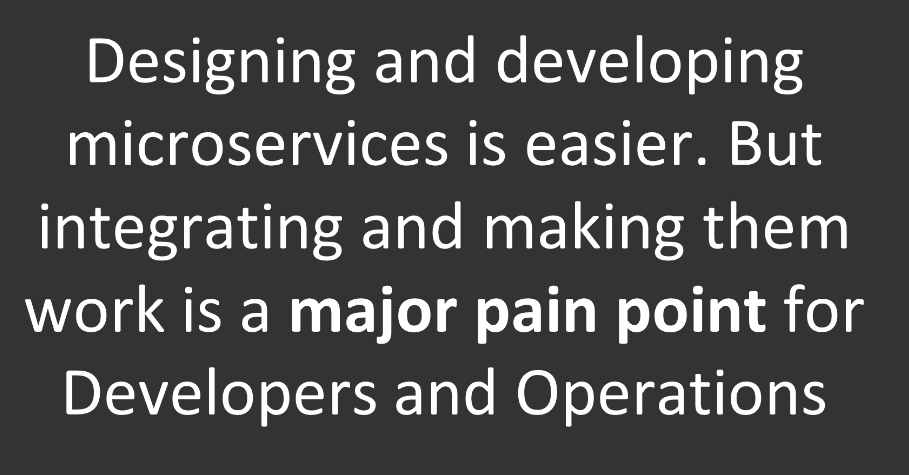 Designing and developing
microservices is easier. But
integrating and making them
work is a major pain point for
Developers and Operations